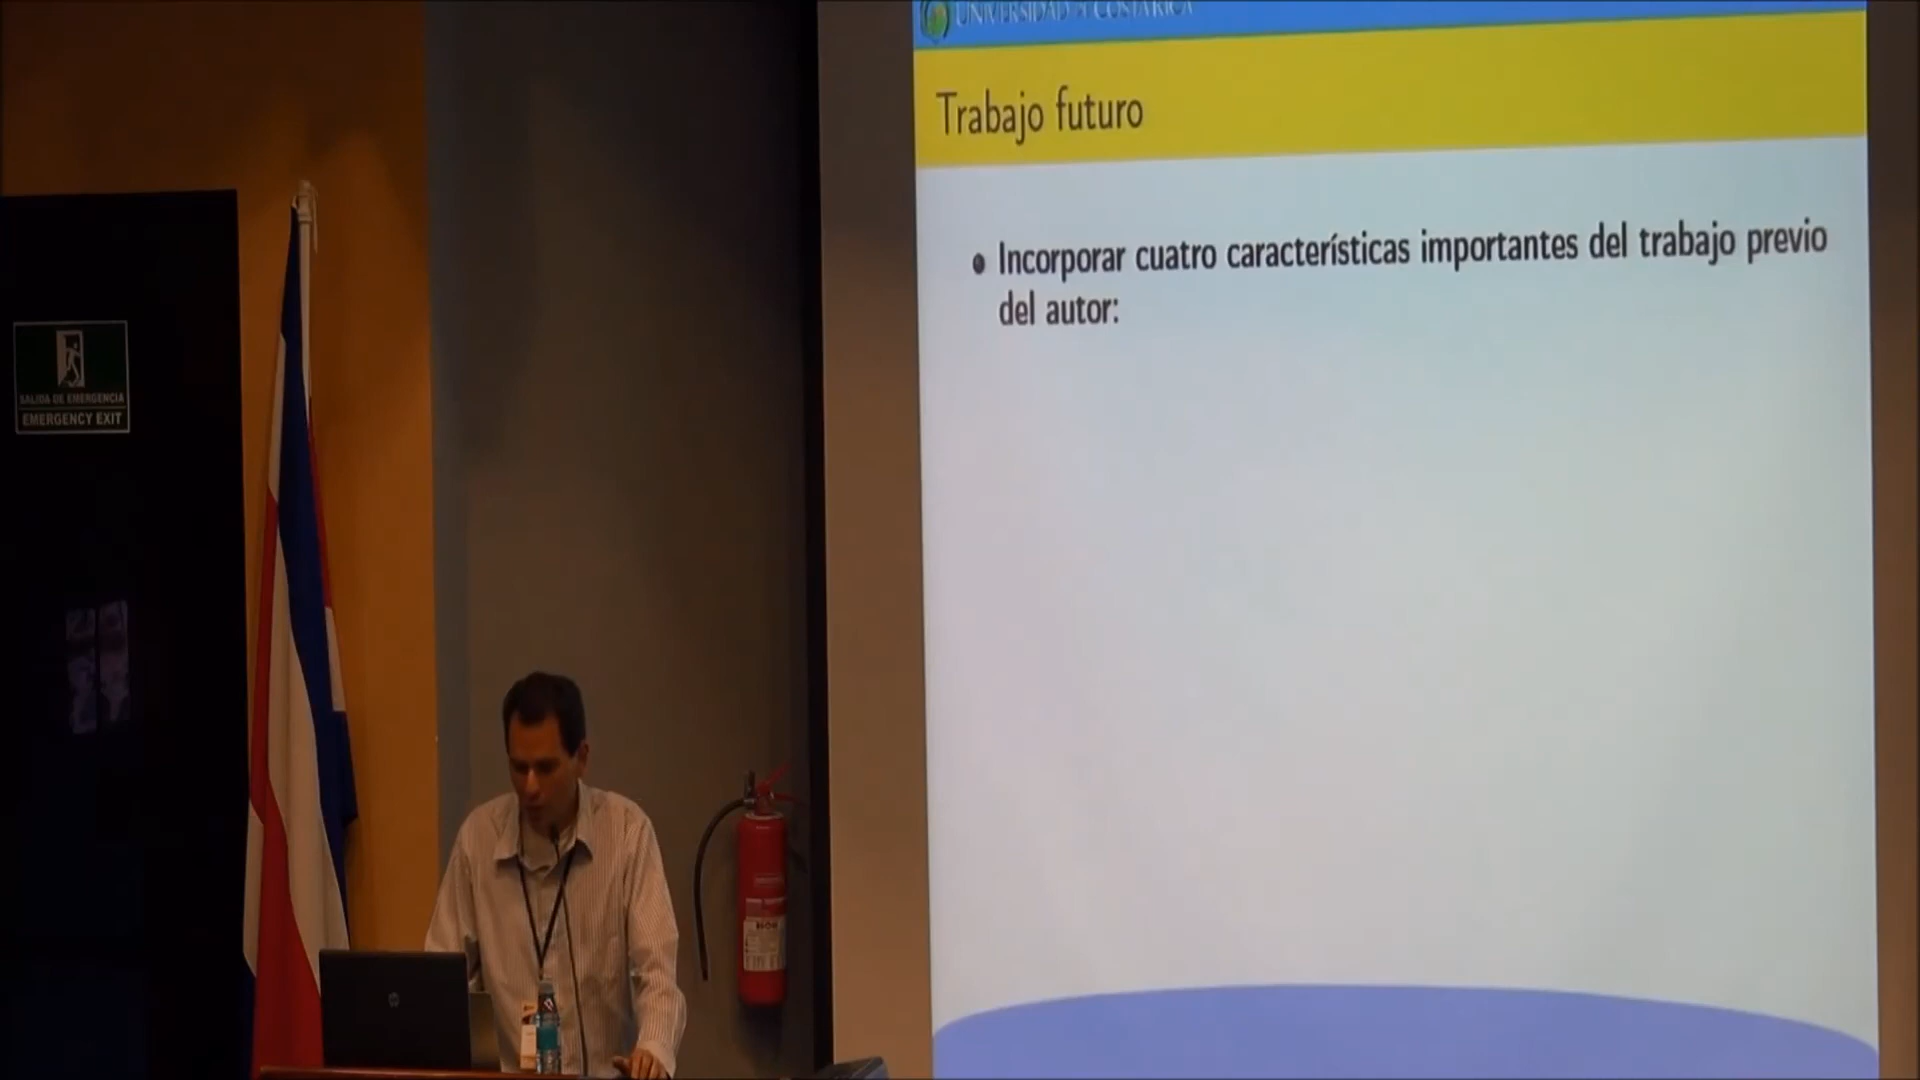 UNIVERSIDAD DE COSTA RICA
Trabajo futuro
• Incorporar cuatro características importantes del trabajo previo
del autor:
SALIDA DE EMERGENCIA
EMERGENCY EXIT
hp